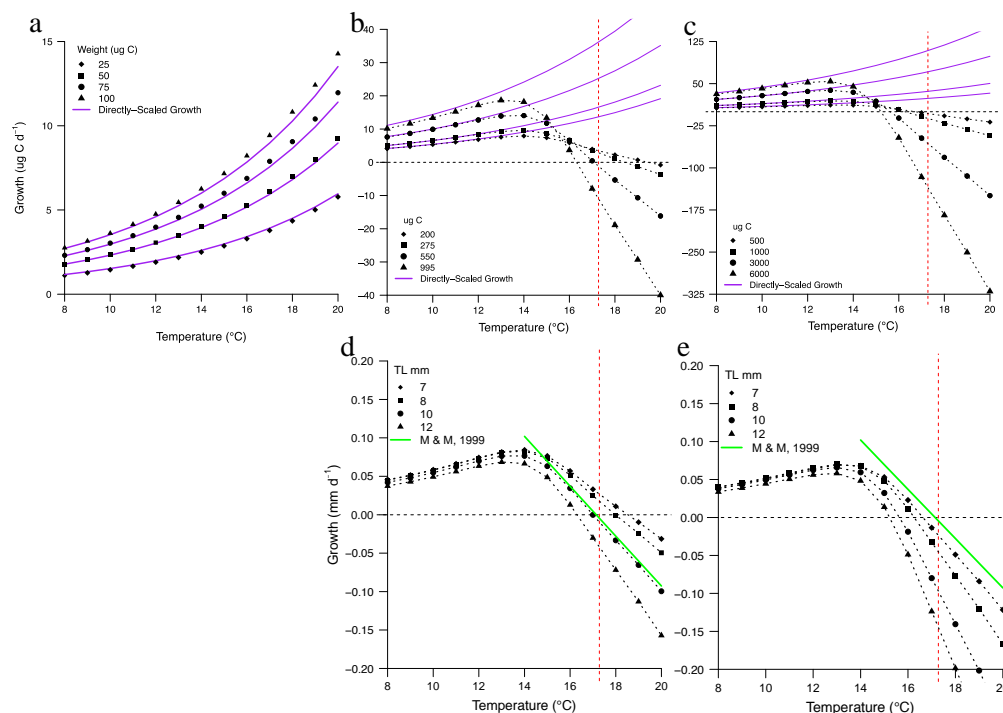 a
15
10
5
0
Growth (ug C d⁻¹)
Weight (ug C)
25
50
75
100
Directly−Scaled Growth
8 10 12 14 16 18 20
Temperature (°C)
b
40
30
20
10
0
−10
−20
−30
−40
ug C
200
275
550
995
Directly−Scaled Growth
8 10 12 14 16 18 20
Temperature (°C)
c
125
50
−25
−100
−175
−250
−325
ug C
500
1000
3000
6000
Directly−Scaled Growth
8 10 12 14 16 18 20
Temperature (°C)
d
0.20
0.15
0.10
0.05
0.00
−0.05
−0.10
−0.15
−0.20
Growth (mm d⁻¹)
TL mm
7
8
10
12
M & M, 1999
8 10 12 14 16 18 20
Temperature (°C)
e
0.20
0.15
0.10
0.05
0.00
−0.05
−0.10
−0.15
−0.20
TL mm
7
8
10
12
M & M, 1999
8 10 12 14 16 18
Temperature (°C)